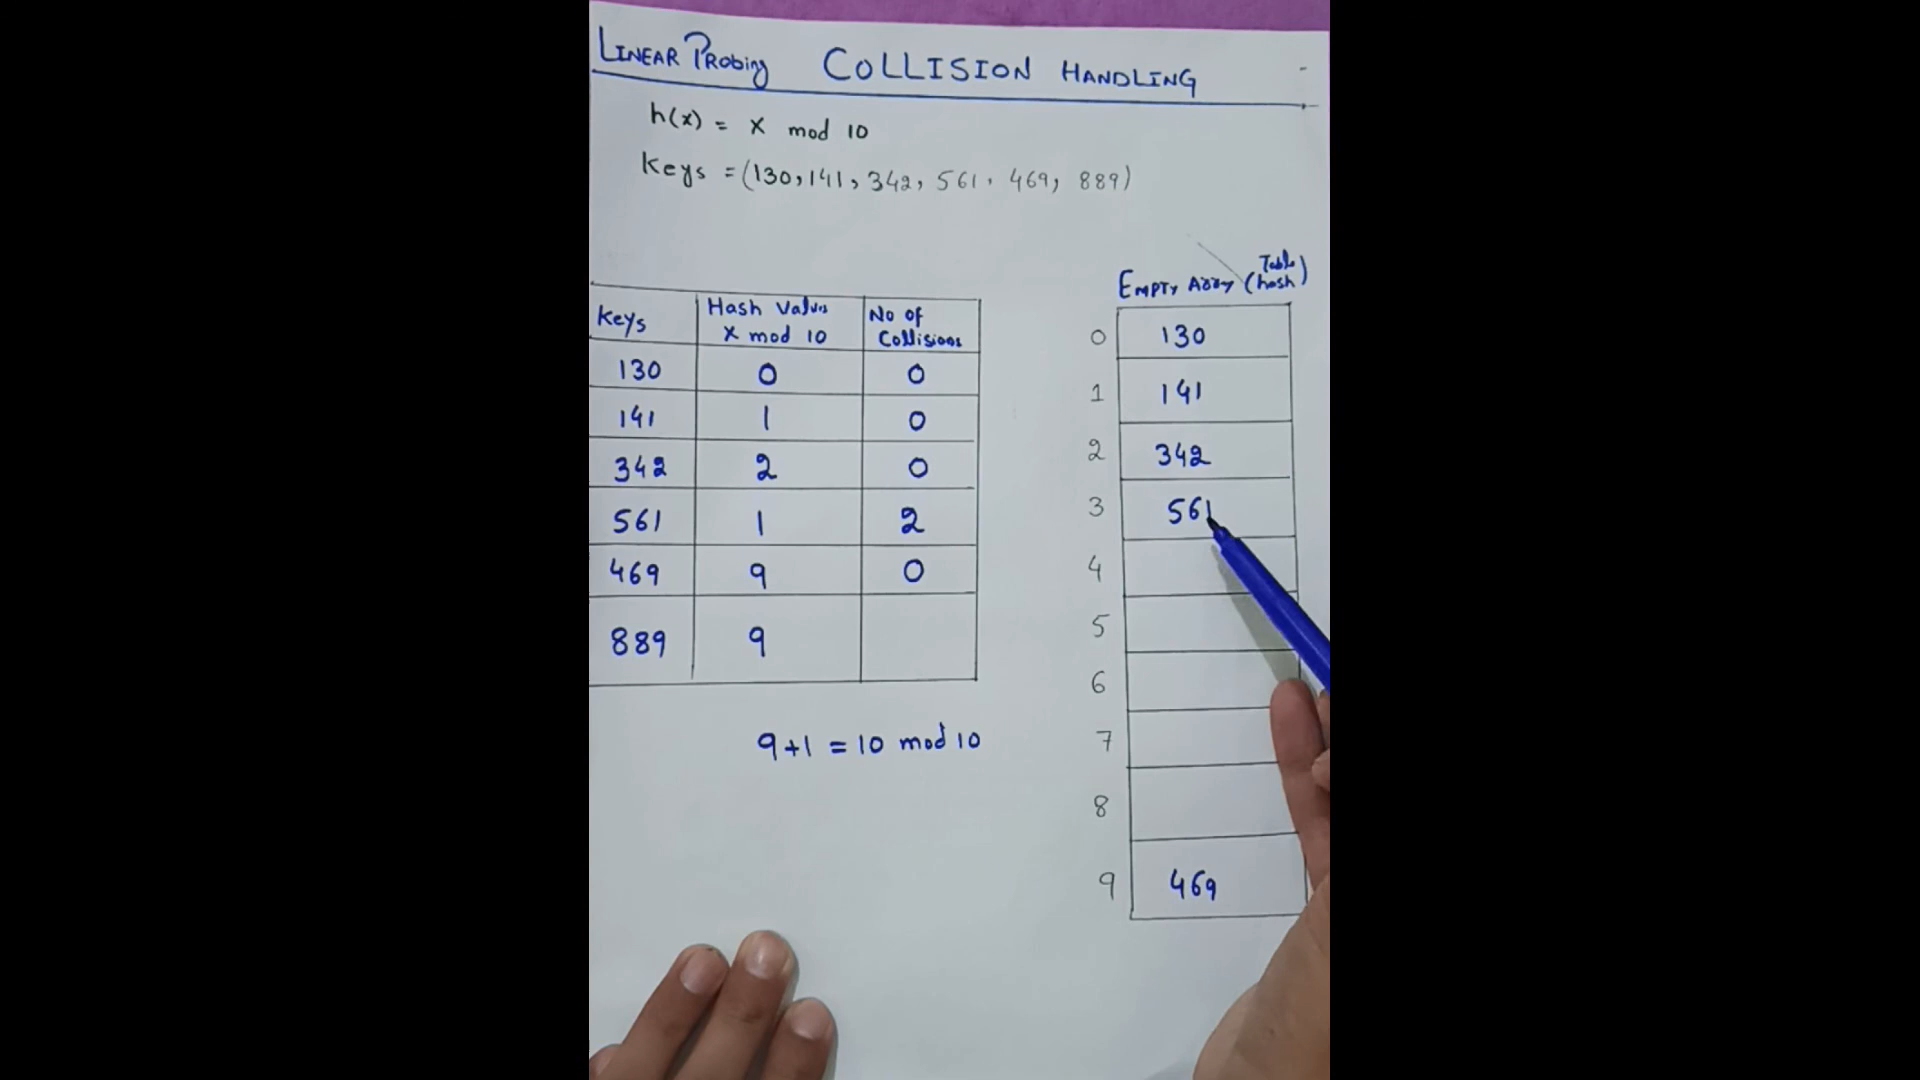 LINEAR PRobing COLLISION HANDLING
h(x) = X mod 10
Keys = (130, 141, 342, 561, 469, 889)
EMPTy ARRy (hash Table)
Keys | Hash Values X mod 10 | No of Collisions
130 | 0 | 0
141 | 1 | 0
342 | 2 | 0
561 | 1 | 2
469 | 9 | 0
889 | 9
9+1 = 10 mod 10
0 130
1 141
2 342
3 561
4
5
6
7
8
9 469